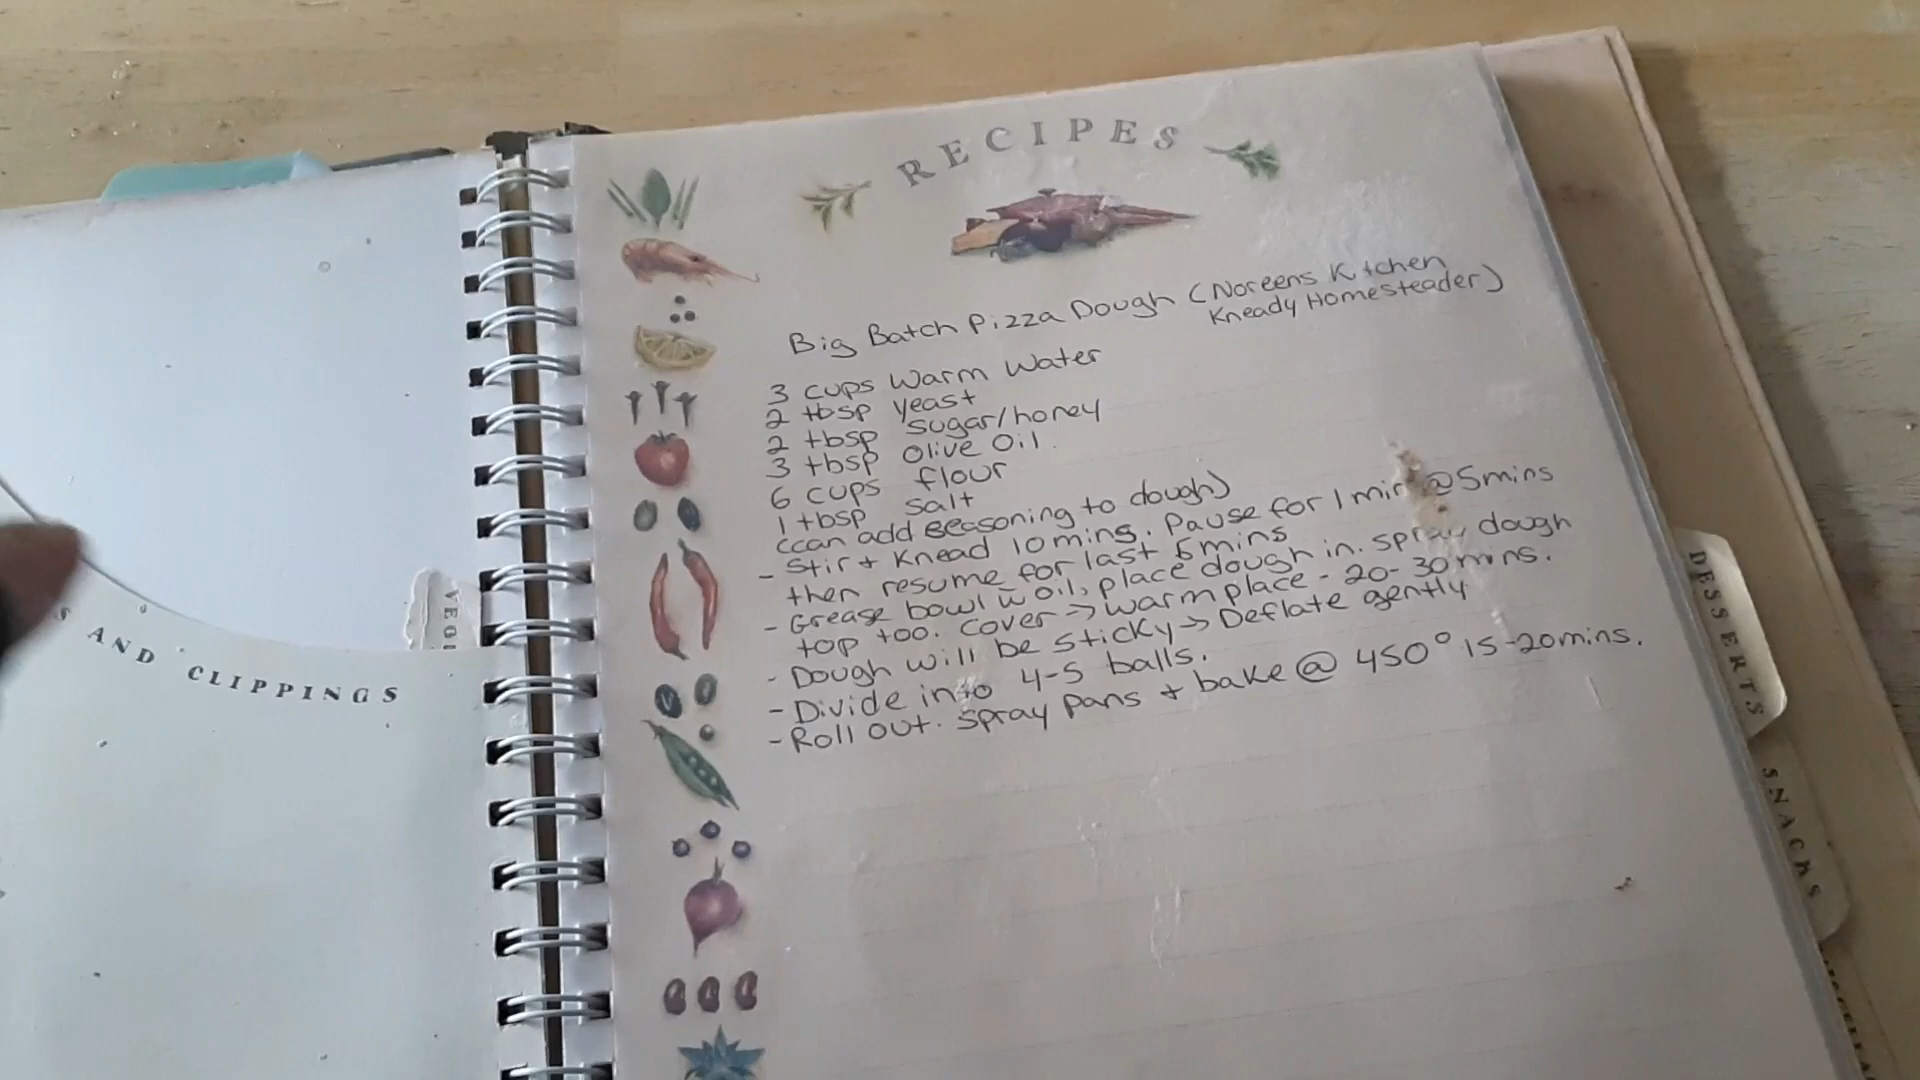 RECIPES
Big Batch Pizza Dough (Noreens Kitchen
Kneady Homesteader)
3 cups Warm Water
2 tbsp yeast
2 tbsp sugar/honey
3 tbsp Olive Oil.
6 cups flour
1 tbsp salt
(can add seasoning to dough)
- Stir + Knead 10 mins. Pause for 1 min @ 5 mins
then resume for last 5 mins
- Grease bowl w oil, place dough in. spray dough
top too. Cover → warm place - 20-30 mins.
- Dough will be sticky → Deflate gently
- Divide into 4-5 balls.
- Roll out. Spray pans + bake @ 450° 15-20 mins.
S AND CLIPPINGS
VEG
DESSERTS
SNACKS